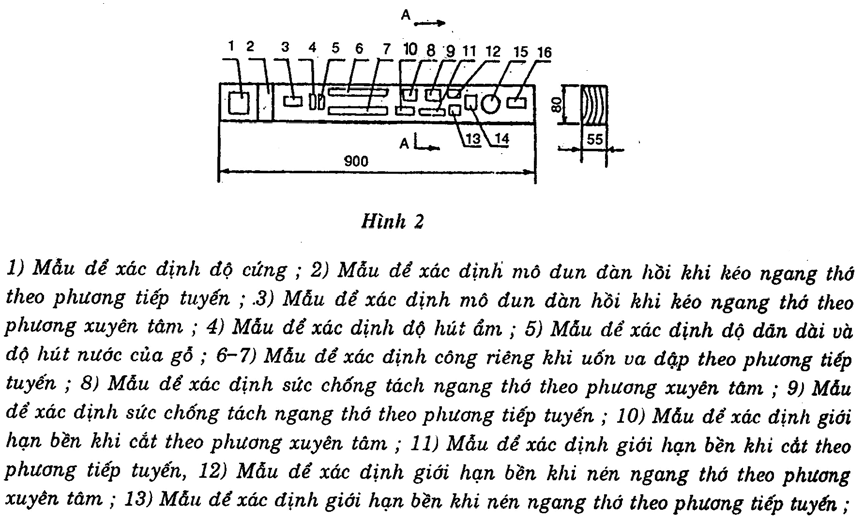 A
1 2 3 4 5 6 7 10 8 9 11 12 15 16
80
A 13 14 55
900
Hình 2
1) Mẫu để xác định độ cứng ; 2) Mẫu để xác định mô đun đàn hồi khi kéo ngang thớ
theo phương tiếp tuyến ; 3) Mẫu để xác định mô đun đàn hồi khi kéo ngang thớ theo
phương xuyên tâm ; 4) Mẫu để xác định độ hút ẩm ; 5) Mẫu để xác định độ dãn dài và
độ hút nước của gỗ ; 6-7) Mẫu để xác định công riêng khi uốn va đập theo phương tiếp
tuyến ; 8) Mẫu để xác định sức chống tách ngang thớ theo phương xuyên tâm ; 9) Mẫu
để xác định sức chống tách ngang thớ theo phương tiếp tuyến ; 10) Mẫu để xác định giới
hạn bền khi cắt theo phương xuyên tâm ; 11) Mẫu để xác định giới hạn bền khi cắt theo
phương tiếp tuyến, 12) Mẫu để xác định giới hạn bền khi nén ngang thớ theo phương
xuyên tâm ; 13) Mẫu để xác định giới hạn bền khi nén ngang thớ theo phương tiếp tuyến ;